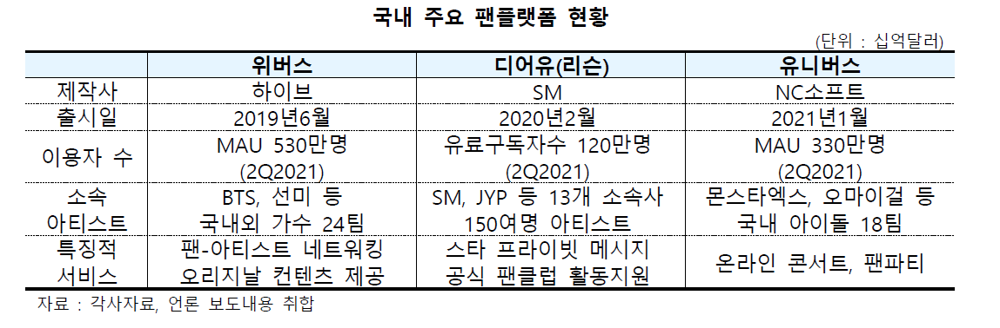 국내 주요 팬플랫폼 현황
(단위 : 십억달러)
위버스 디어유(리슨) 유니버스
제작사 하이브 SM NC소프트
출시일 2019년6월 2020년2월 2021년1월
이용자 수 MAU 530만명 유료구독자수 120만명 MAU 330만명
(2Q2021) (2Q2021) (2Q2021)
소속 BTS, 선미 등 SM, JYP 등 13개 소속사 몬스타엑스, 오마이걸 등
아티스트 국내외 가수 24팀 150여명 아티스트 국내 아이돌 18팀
특징적 팬-아티스트 네트워킹 스타 프라이빗 메시지 온라인 콘서트, 팬파티
서비스 오리지날 컨텐츠 제공 공식 팬클럽 활동지원
자료 : 각사자료, 언론 보도내용 취합